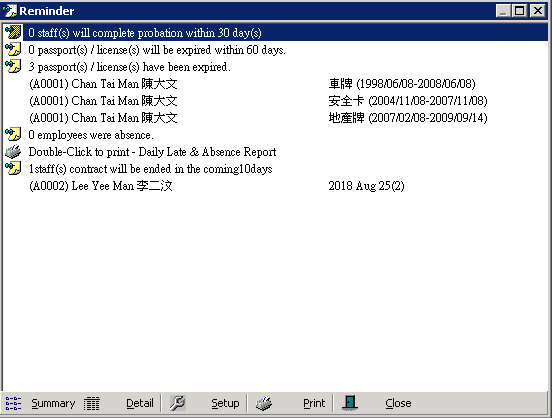 Reminder
0 staff(s) will complete probation within 30 day(s)
0 passport(s) / license(s) will be expired within 60 days.
3 passport(s) / license(s) have been expired.
(A0001) Chan Tai Man 陳大文 車牌 (1998/06/08-2008/06/08)
(A0001) Chan Tai Man 陳大文 安全卡 (2004/11/08-2007/11/08)
(A0001) Chan Tai Man 陳大文 地產牌 (2007/02/08-2009/09/14)
0 employees were absence.
Double-Click to print - Daily Late & Absence Report
1staff(s) contract will be ended in the coming10days
(A0002) Lee Yee Man 李二汶 2018 Aug 25(2)
Summary Detail Setup Print Close